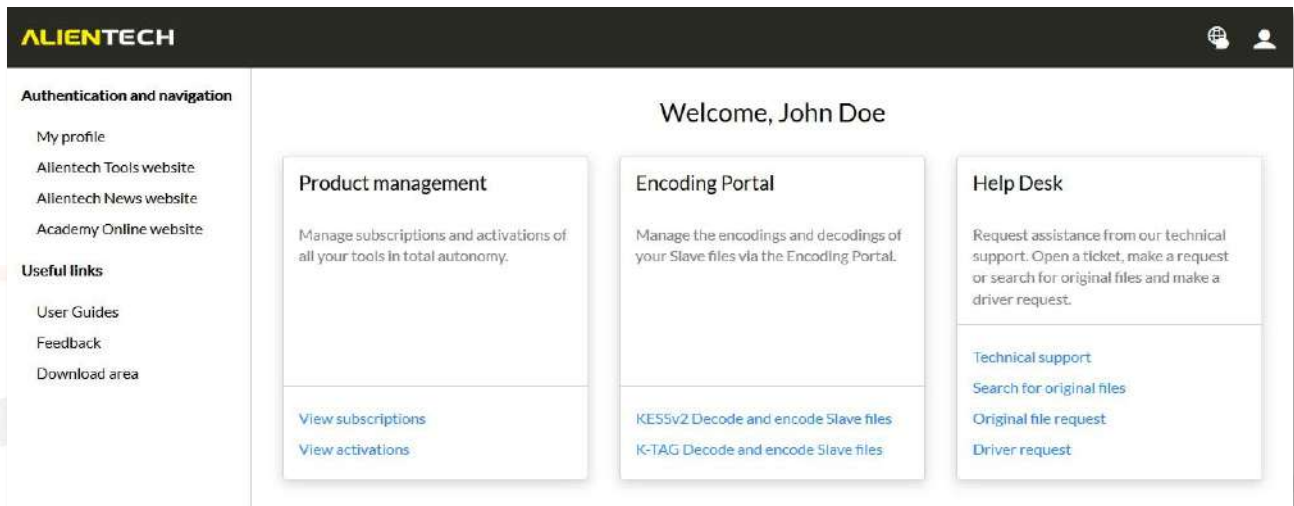 ALIENTECH
Authentication and navigation
My profile
Alientech Tools website
Alientech News website
Academy Online website
Useful links
User Guides
Feedback
Download area
Welcome, John Doe
Product management
Manage subscriptions and activations of
all your tools in total autonomy.
View subscriptions
View activations
Encoding Portal
Manage the encodings and decodings of
your Slave files via the Encoding Portal.
KESSv2 Decode and encode Slave files
K-TAG Decode and encode Slave files
Help Desk
Request assistance from our technical
support. Open a ticket, make a request
or search for original files and make a
driver request.
Technical support
Search for original files
Original file request
Driver request